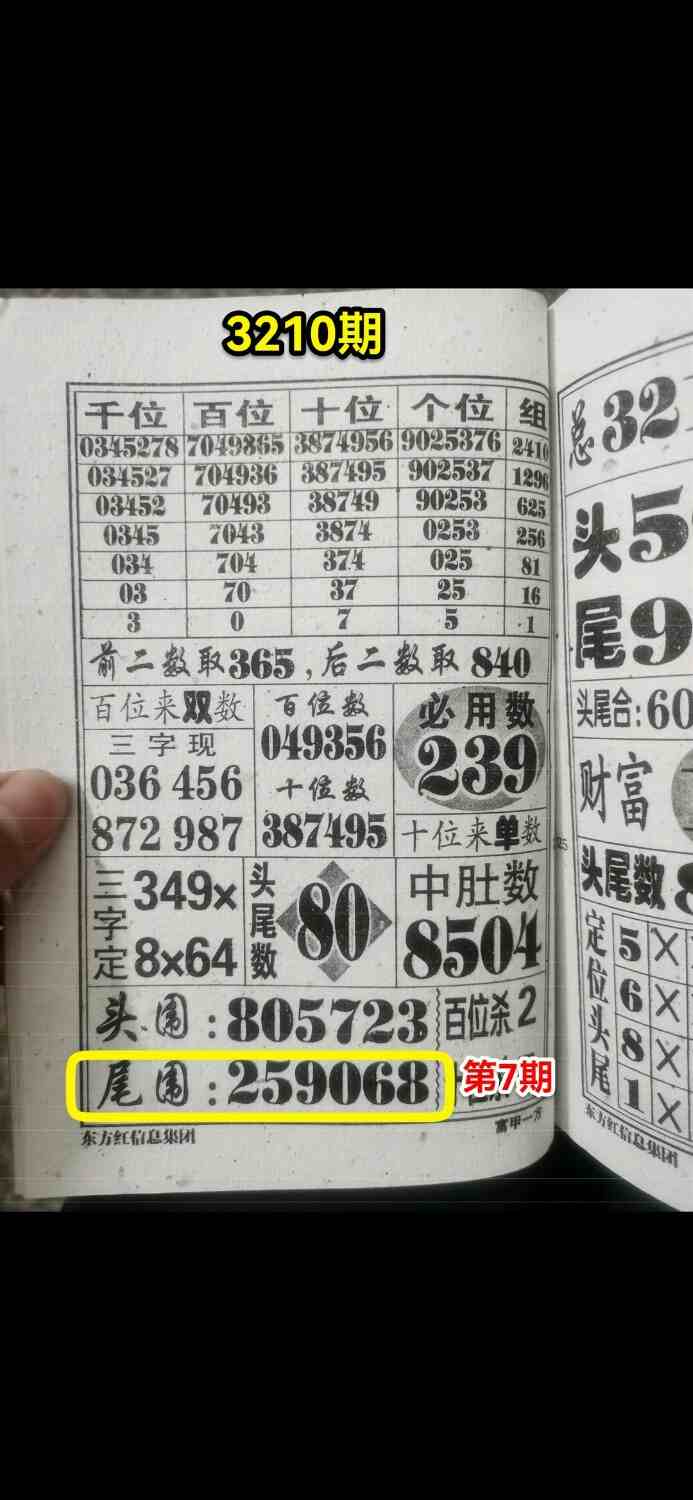 3210期
千位 百位 十位 个位 组
0345278 7049865 3874956 9025376 2410
034527 704936 387495 902537 1296
03452 70493 38749 90253 625
0345 7043 3874 0253 256
034 704 374 025 81
03 70 37 25 16
3 0 7 5 1
前二数取365,后二数取840
百位来双数
三字现
036 456
872 987
百位数
049356
十位数
387495
必用数
239
十位来单数
三字定
349×
8×64
头尾数
80
中肚数
8504
头围:805723
百位杀2
尾围:259068
第7期
东方红信息集团
富甲一方
总32
头5
尾9
头尾合:60
财富
头尾数
定位头尾
5 ×
6 ×
8 ×
1 ×
东方红信息集团